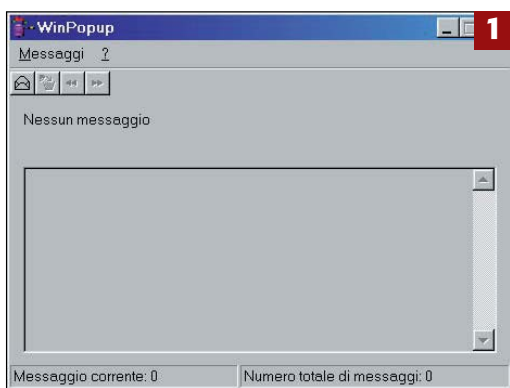 WinPopup
1
Messaggi ?
Nessun messaggio
Messaggio corrente: 0
Numero totale di messaggi: 0